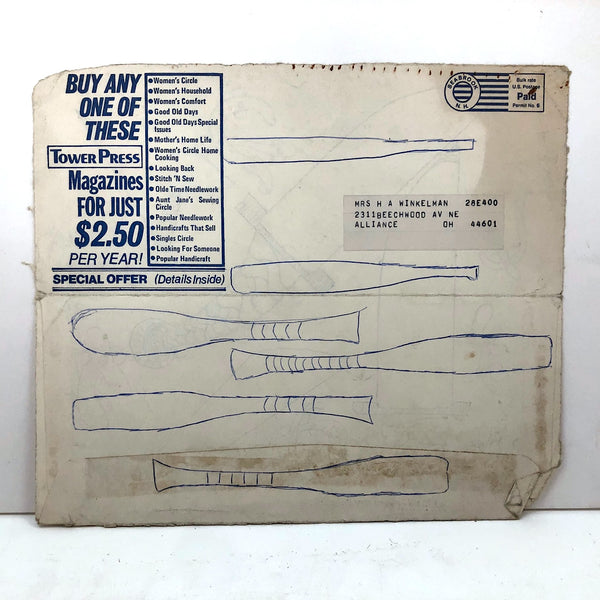 BUY ANY
ONE OF
THESE
TOWER PRESS
Magazines
FOR JUST
$2.50
PER YEAR!
• Women's Circle
• Women's Household
• Women's Comfort
• Good Old Days
• Good Old Days Special
Issues
• Mother's Home Life
• Women's Circle Home
Cooking
• Looking Back
• Stitch 'N Sew
• Olde Time Needlework
• Aunt Jane's Sewing
Circle
• Popular Needlework
• Handicrafts That Sell
• Singles Circle
• Looking For Someone
• Popular Handicraft
SPECIAL OFFER (Details Inside)
SEABROOK
N.H.
Bulk rate
U.S. Postage
Paid
Permit No. 6
MRS H A WINKELMAN 28E400
2311BEECHWOOD AV NE
ALLIANCE OH 44601